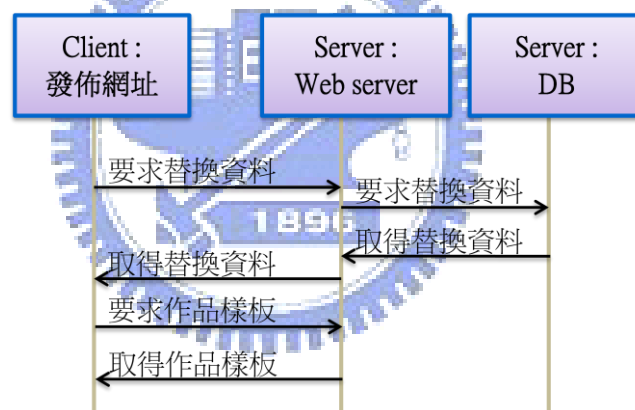 Client :
發佈網址
Server :
Web server
Server :
DB
要求替換資料
要求替換資料
取得替換資料
取得替換資料
要求作品樣板
取得作品樣板
1896